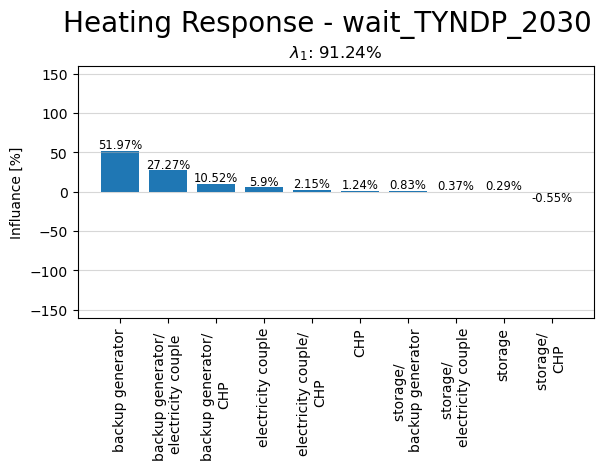 Heating Response - wait_TYNDP_2030
λ₁: 91.24%
Influance [%]
150
100
50
0
−50
−100
−150
51.97%
27.27%
10.52%
5.9%
2.15%
1.24%
0.83%
0.37%
0.29%
-0.55%
backup generator
backup generator/
electricity couple
backup generator/
CHP
electricity couple
electricity couple/
CHP
CHP
storage/
backup generator
storage/
electricity couple
storage
storage/
CHP